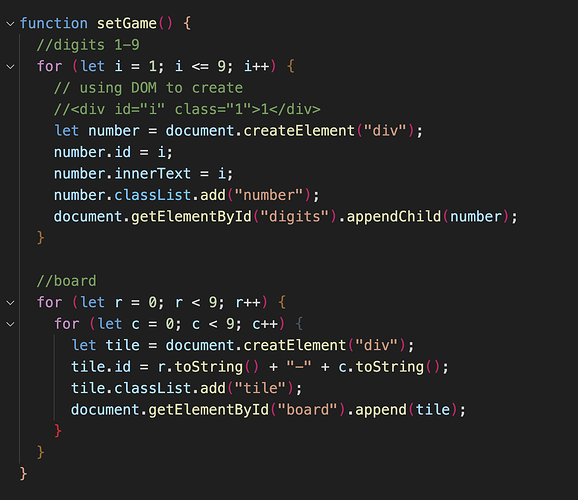 function setGame() {
//digits 1-9
for (let i = 1; i <= 9; i++) {
// using DOM to create
//<div id="i" class="1">1</div>
let number = document.createElement("div");
number.id = i;
number.innerText = i;
number.classList.add("number");
document.getElementById("digits").appendChild(number);
}
//board
for (let r = 0; r < 9; r++) {
for (let c = 0; c < 9; c++) {
let tile = document.creatElement("div");
tile.id = r.toString() + "-" + c.toString();
tile.classList.add("tile");
document.getElementById("board").append(tile);
}
}
}